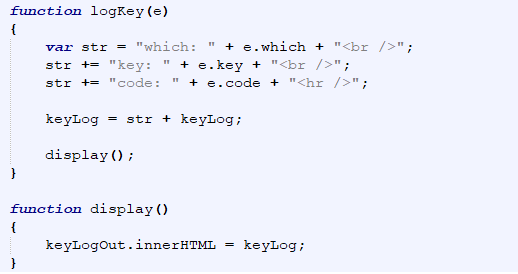 function logKey(e)
{
    var str = "which: " + e.which + "<br />";
    str += "key: " + e.key + "<br />";
    str += "code: " + e.code + "<hr />";

    keyLog = str + keyLog;

    display();
}

function display()
{
    keyLogOut.innerHTML = keyLog;
}